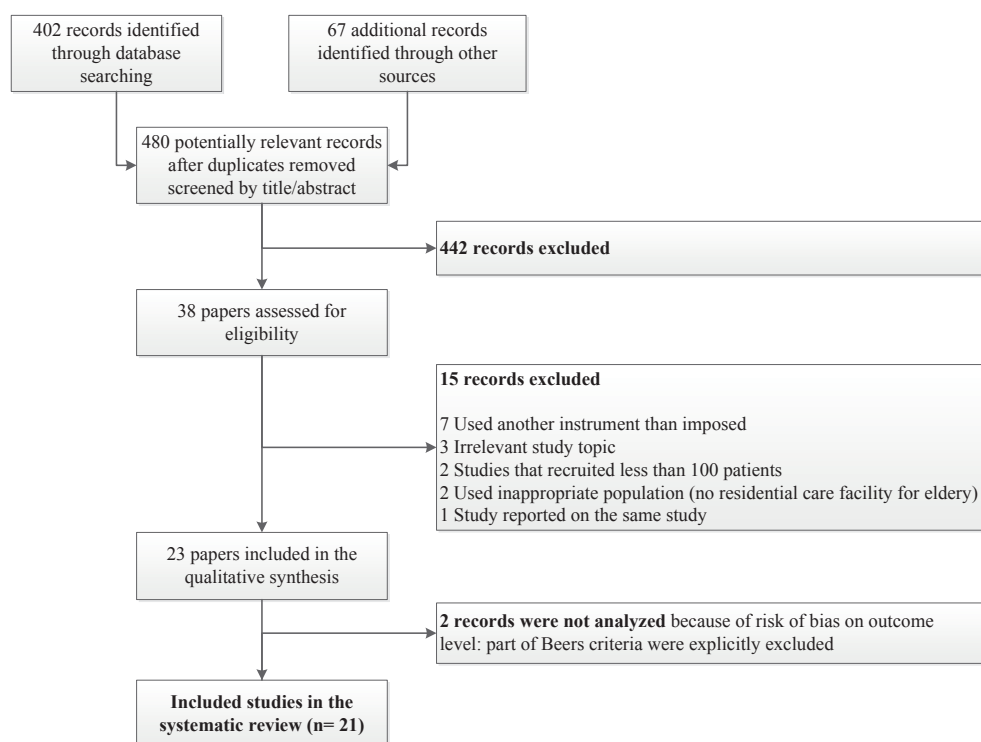 402 records identified
through database
searching
67 additional records
identified through other
sources
480 potentially relevant records
after duplicates removed
screened by title/abstract
442 records excluded
38 papers assessed for
eligibility
15 records excluded
7 Used another instrument than imposed
3 Irrelevant study topic
2 Studies that recruited less than 100 patients
2 Used inappropriate population (no residential care facility for eldery)
1 Study reported on the same study
23 papers included in the
qualitative synthesis
2 records were not analyzed because of risk of bias on outcome
level: part of Beers criteria were explicitly excluded
Included studies in the
systematic review (n= 21)